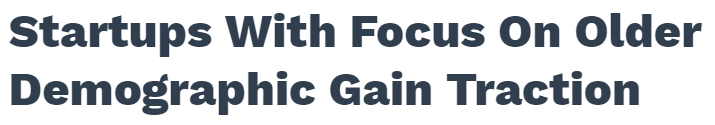 Startups With Focus On Older
Demographic Gain Traction